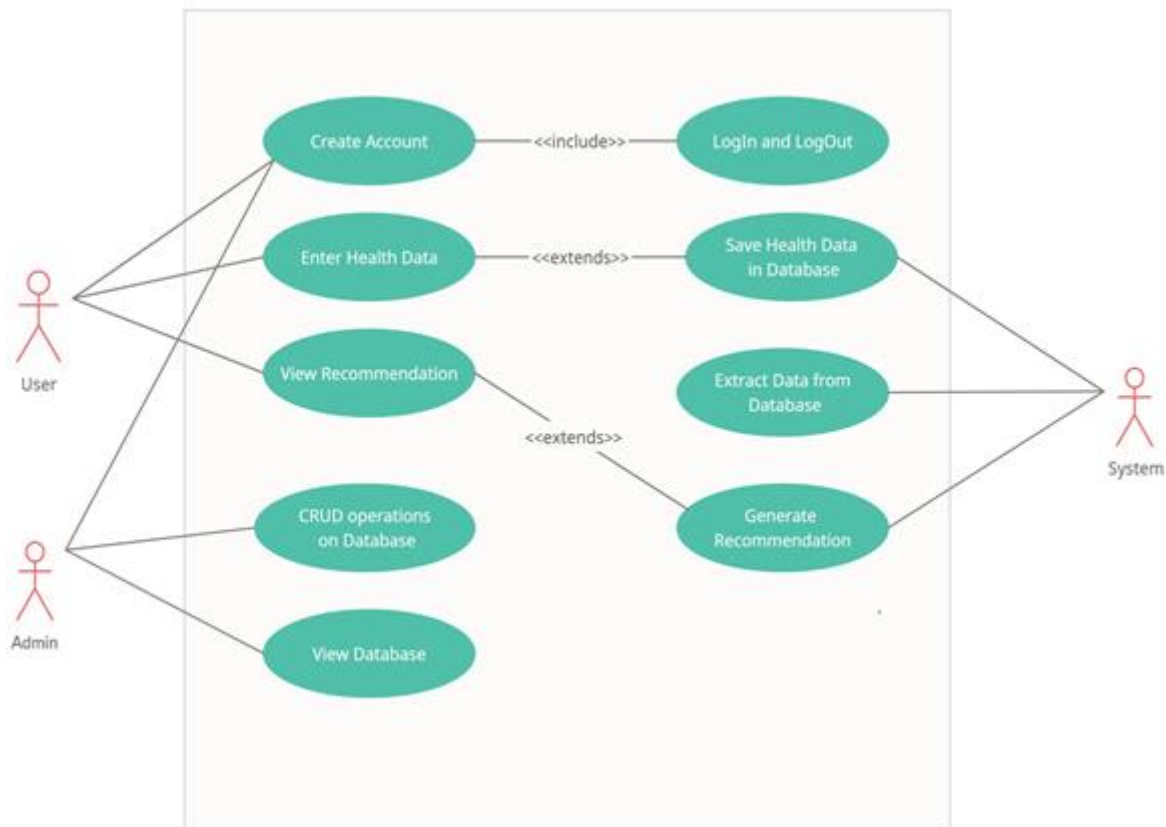 Create Account
<<include>>
LogIn and LogOut
Enter Health Data
<<extends>>
Save Health Data
in Database
User
View Recommendation
Extract Data from
Database
<<extends>>
System
CRUD operations
on Database
Generate
Recommendation
Admin
View Database